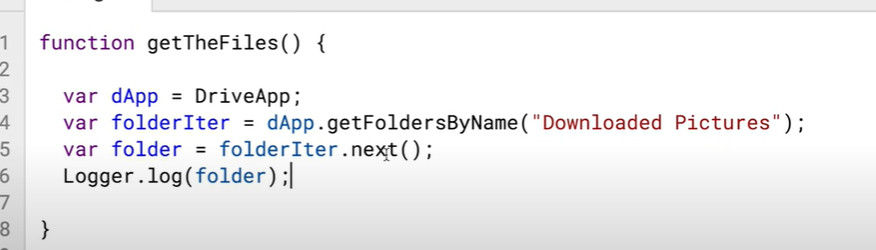 1 function getTheFiles() {
2
3 var dApp = DriveApp;
4 var folderIter = dApp.getFoldersByName("Downloaded Pictures");
5 var folder = folderIter.next();
6 Logger.log(folder);
7
8 }